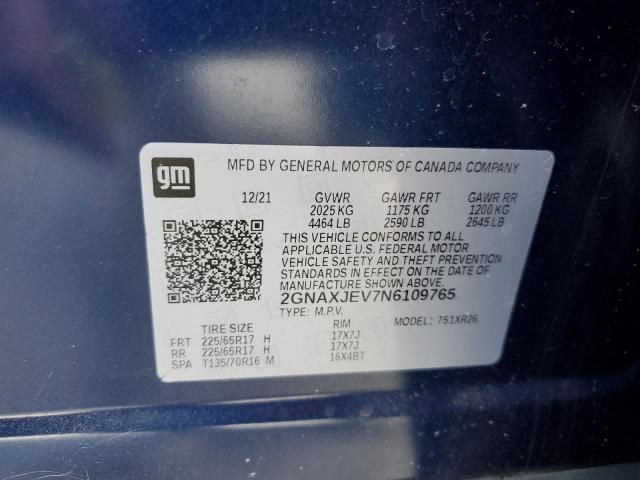 gm
MFD BY GENERAL MOTORS OF CANADA COMPANY
12/21 GVWR GAWR FRT GAWR RR
2025 KG 1175 KG 1200 KG
4464 LB 2590 LB 2645 LB
THIS VEHICLE CONFORMS TO ALL
APPLICABLE U.S. FEDERAL MOTOR
VEHICLE SAFETY AND THEFT PREVENTION
STANDARDS IN EFFECT ON THE DATE OF
MANUFACTURE SHOWN ABOVE.
2GNAXJEV7N6109765
TYPE: M.P.V. MODEL: 751XR26
TIRE SIZE RIM
FRT 225/65R17 H 17X7J
RR 225/65R17 H 17X7J
SPA T135/70R16 M 16X4BT